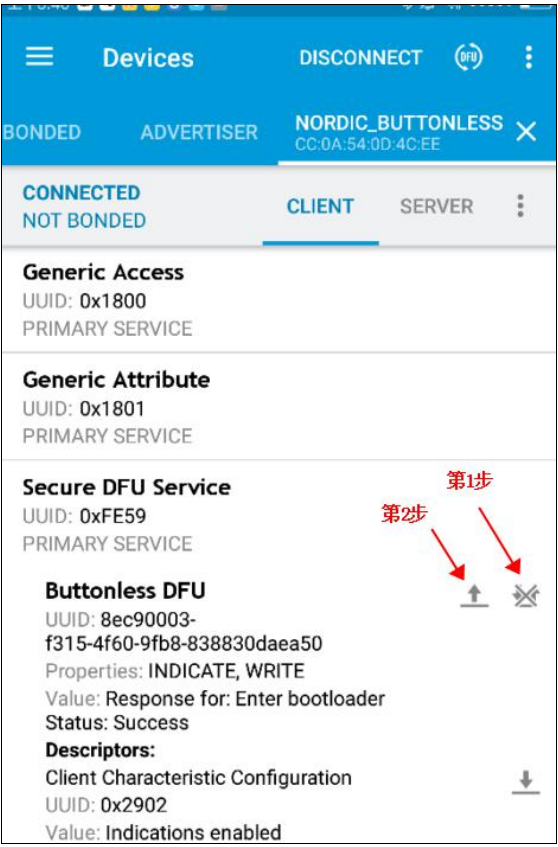 Devices
DISCONNECT
DFU
BONDED
ADVERTISER
NORDIC_BUTTONLESS
CC:0A:54:0D:4C:EE
CONNECTED
NOT BONDED
CLIENT
SERVER
Generic Access
UUID: 0x1800
PRIMARY SERVICE
Generic Attribute
UUID: 0x1801
PRIMARY SERVICE
Secure DFU Service
UUID: 0xFE59
PRIMARY SERVICE
第1步
第2步
Buttonless DFU
UUID: 8ec90003-
f315-4f60-9fb8-838830daea50
Properties: INDICATE, WRITE
Value: Response for: Enter bootloader
Status: Success
Descriptors:
Client Characteristic Configuration
UUID: 0x2902
Value: Indications enabled